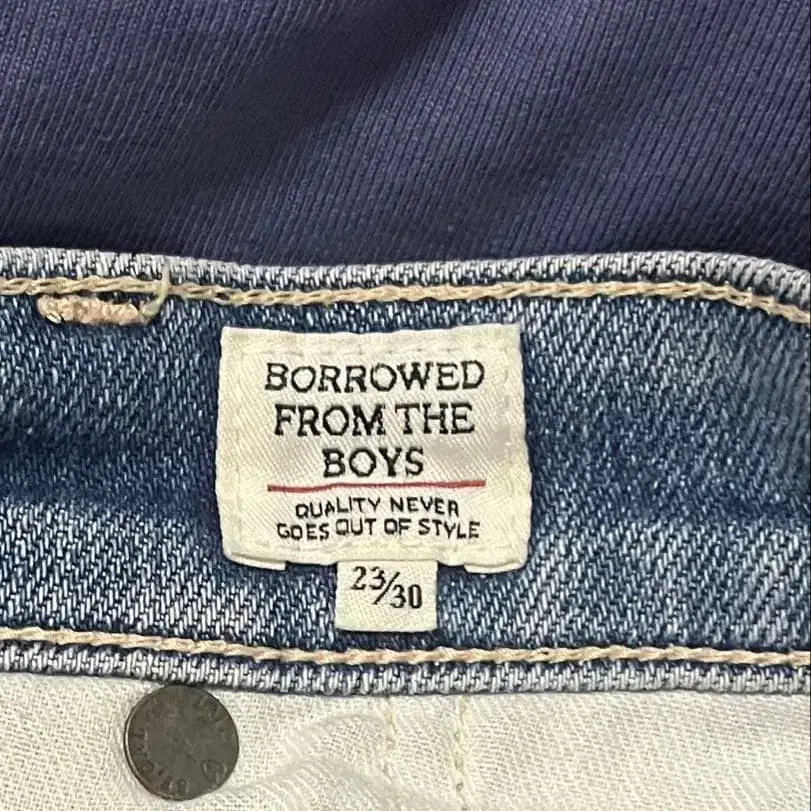 BORROWED
FROM THE
BOYS
QUALITY NEVER
GOES OUT OF STYLE
23/30